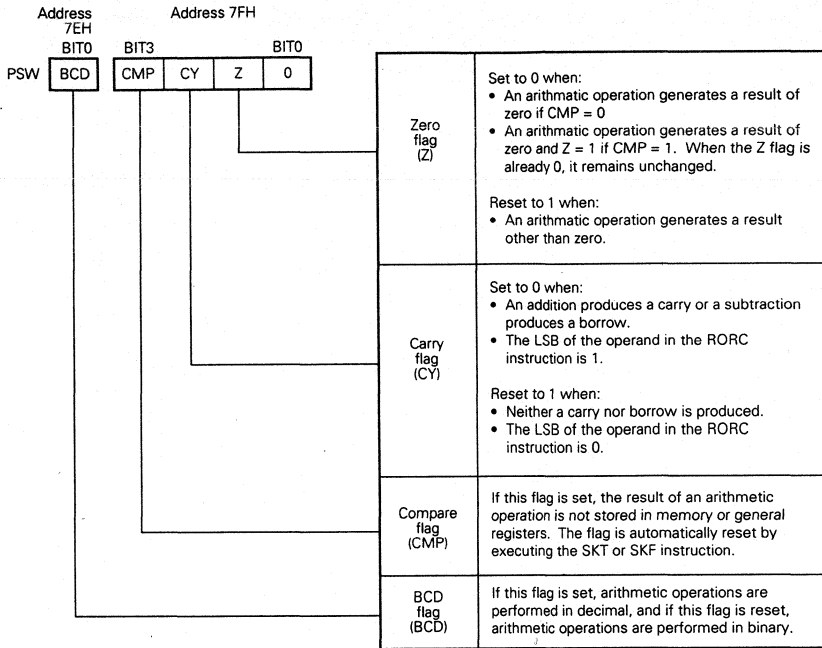 Address
7EH
Address 7FH
BIT0
BIT3
BIT0
PSW
BCD
CMP
CY
Z
0
Zero
flag
(Z)
Set to 0 when:
• An arithmatic operation generates a result of
zero if CMP = 0
• An arithmatic operation generates a result of
zero and Z = 1 if CMP = 1. When the Z flag is
already 0, it remains unchanged.
Reset to 1 when:
• An arithmatic operation generates a result
other than zero.
Carry
flag
(CY)
Set to 0 when:
• An addition produces a carry or a subtraction
produces a borrow.
• The LSB of the operand in the RORC
instruction is 1.
Reset to 1 when:
• Neither a carry nor borrow is produced.
• The LSB of the operand in the RORC
instruction is 0.
Compare
flag
(CMP)
If this flag is set, the result of an arithmetic
operation is not stored in memory or general
registers. The flag is automatically reset by
executing the SKT or SKF instruction.
BCD
flag
(BCD)
If this flag is set, arithmetic operations are
performed in decimal, and if this flag is reset,
arithmetic operations are performed in binary.